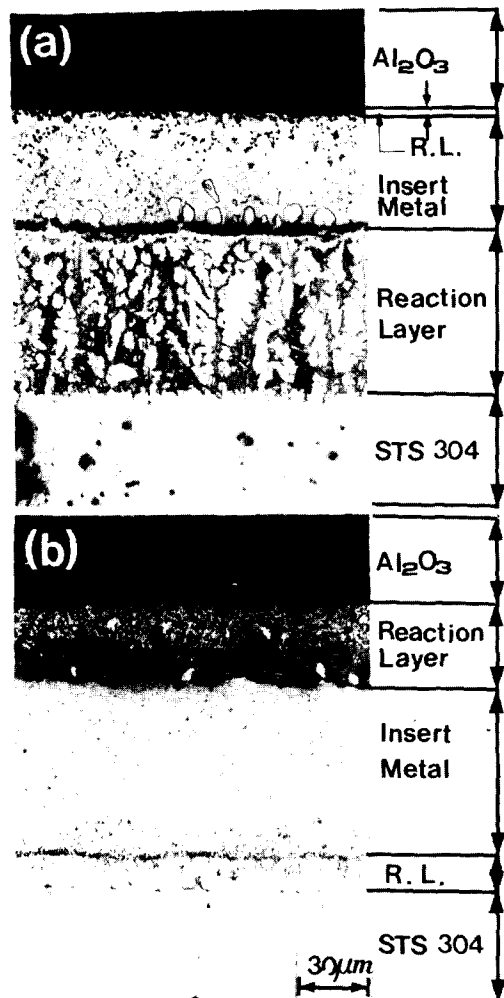 (a)
Al₂O₃
R.L.
Insert
Metal
Reaction
Layer
STS 304
(b)
Al₂O₃
Reaction
Layer
Insert
Metal
R. L.
STS 304
30μm